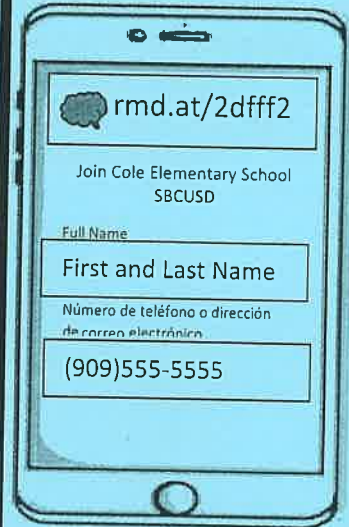 rmd.at/2dfff2
Join Cole Elementary School
SBCUSD
Full Name
First and Last Name
Número de teléfono o dirección
de correo electrónico
(909)555-5555